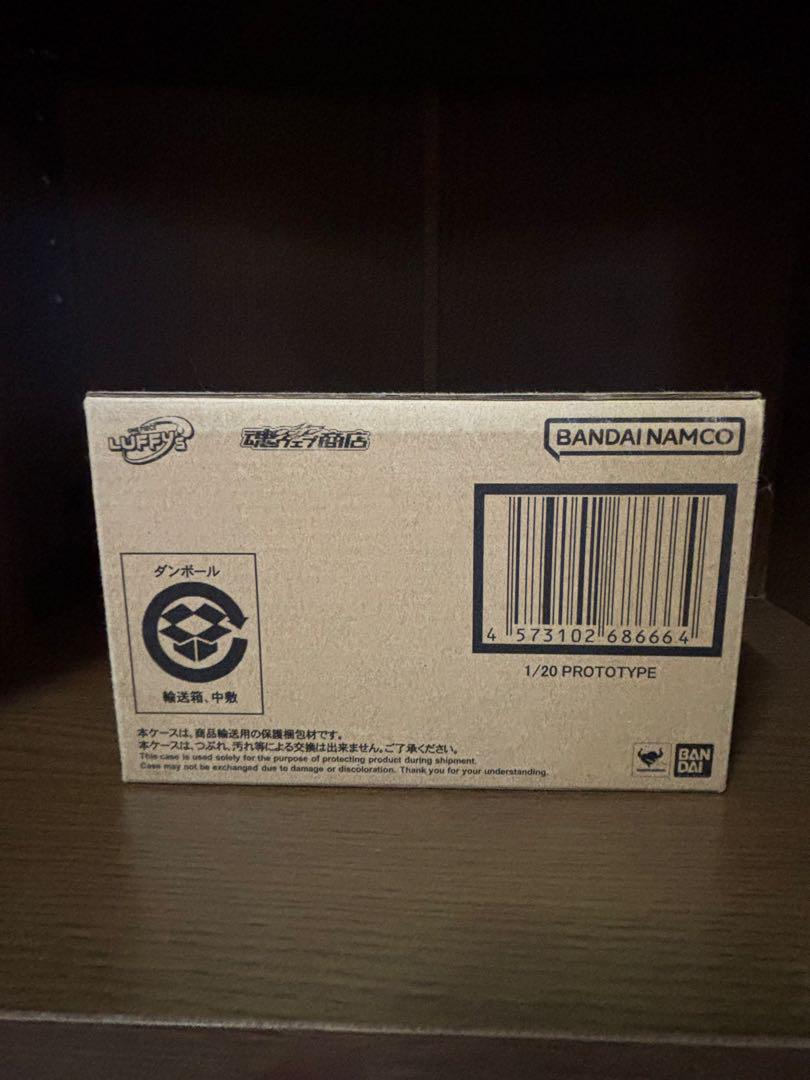 ONE PIECE
LUFFY's
魂ウェブ商店
BANDAI NAMCO
ダンボール
輸送箱、中敷
4 573102 686664
1/20 PROTOTYPE
本ケースは、商品輸送用の保護梱包材です。
本ケースは、つぶれ、汚れ等による交換は出来ません。ご了承ください。
This case is used solely for the purpose of protecting product during shipment.
Case may not be exchanged due to damage or discoloration. Thank you for your understanding.
BAN
DAI